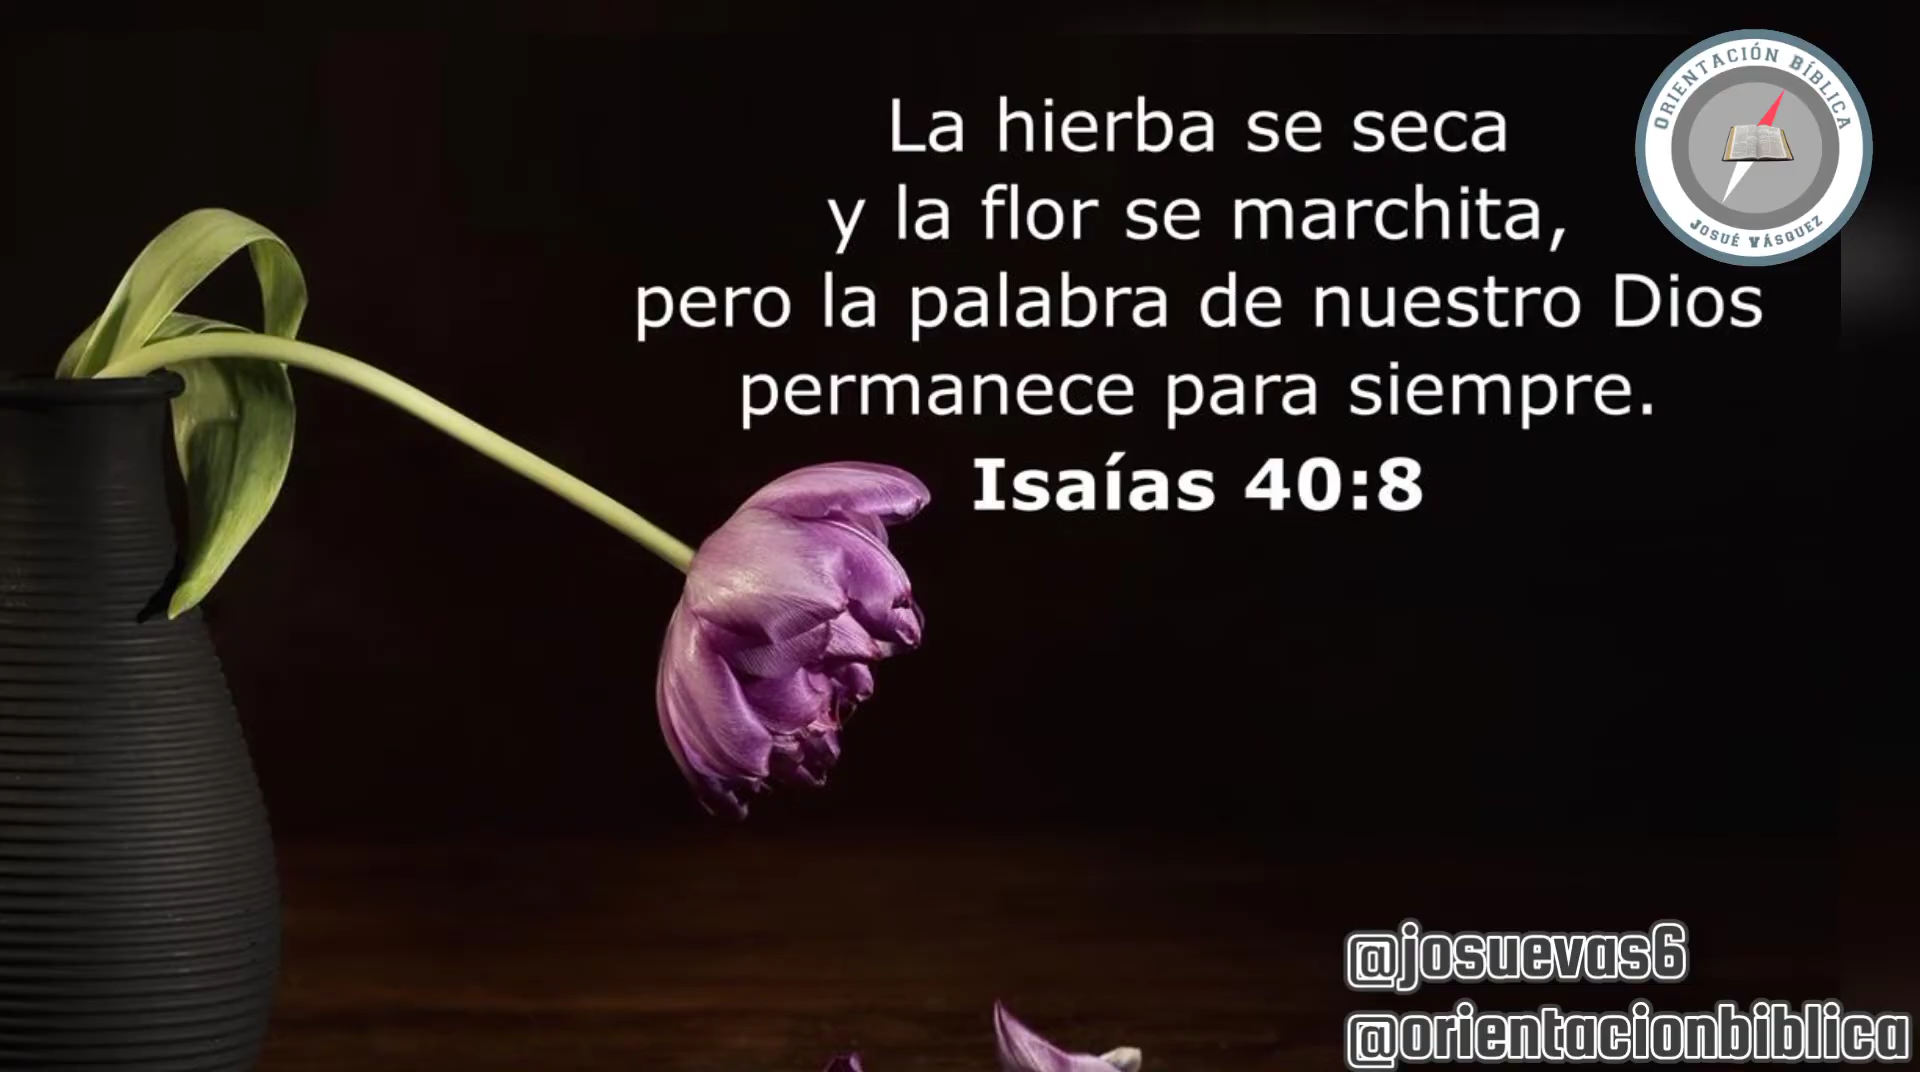 La hierba se seca
y la flor se marchita,
pero la palabra de nuestro Dios
permanece para siempre.
Isaías 40:8
ORIENTACIÓN BÍBLICA
JOSUÉ VÁSQUEZ
@josuevas6
@orientacionbiblica